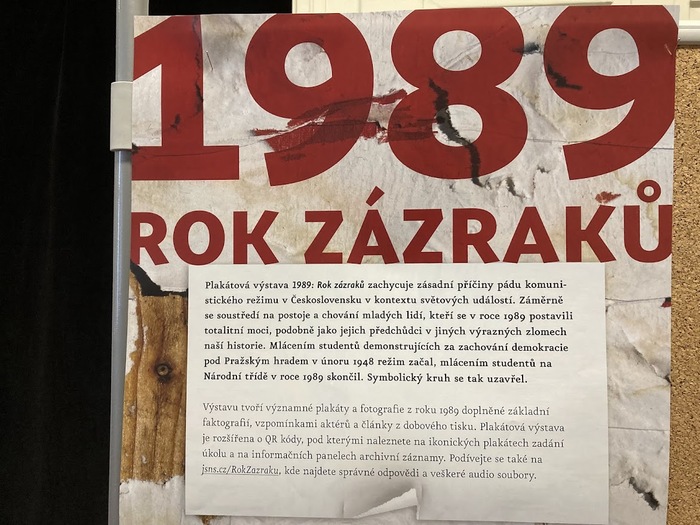 1989
ROK ZÁZRAKŮ
Plakátová výstava 1989: Rok zázraků zachycuje zásadní příčiny pádu komuni-
stického režimu v Československu v kontextu světových událostí. Záměrně
se soustředí na postoje a chování mladých lidí, kteří se v roce 1989 postavili
totalitní moci, podobně jako jejich předchůdci v jiných výrazných zlomech
naší historie. Mlácením studentů demonstrujících za zachování demokracie
pod Pražským hradem v únoru 1948 režim začal, mlácením studentů na
Národní třídě v roce 1989 skončil. Symbolický kruh se tak uzavřel.
Výstavu tvoří významné plakáty a fotografie z roku 1989 doplněné základní
faktografií, vzpomínkami aktérů a články z dobového tisku. Plakátová výstava
je rozšířena o QR kódy, pod kterými naleznete na ikonických plakátech zadání
úkolu a na informačních panelech archivní záznamy. Podívejte se také na
jsns.cz/RokZazraku, kde najdete správné odpovědi a veškeré audio soubory.